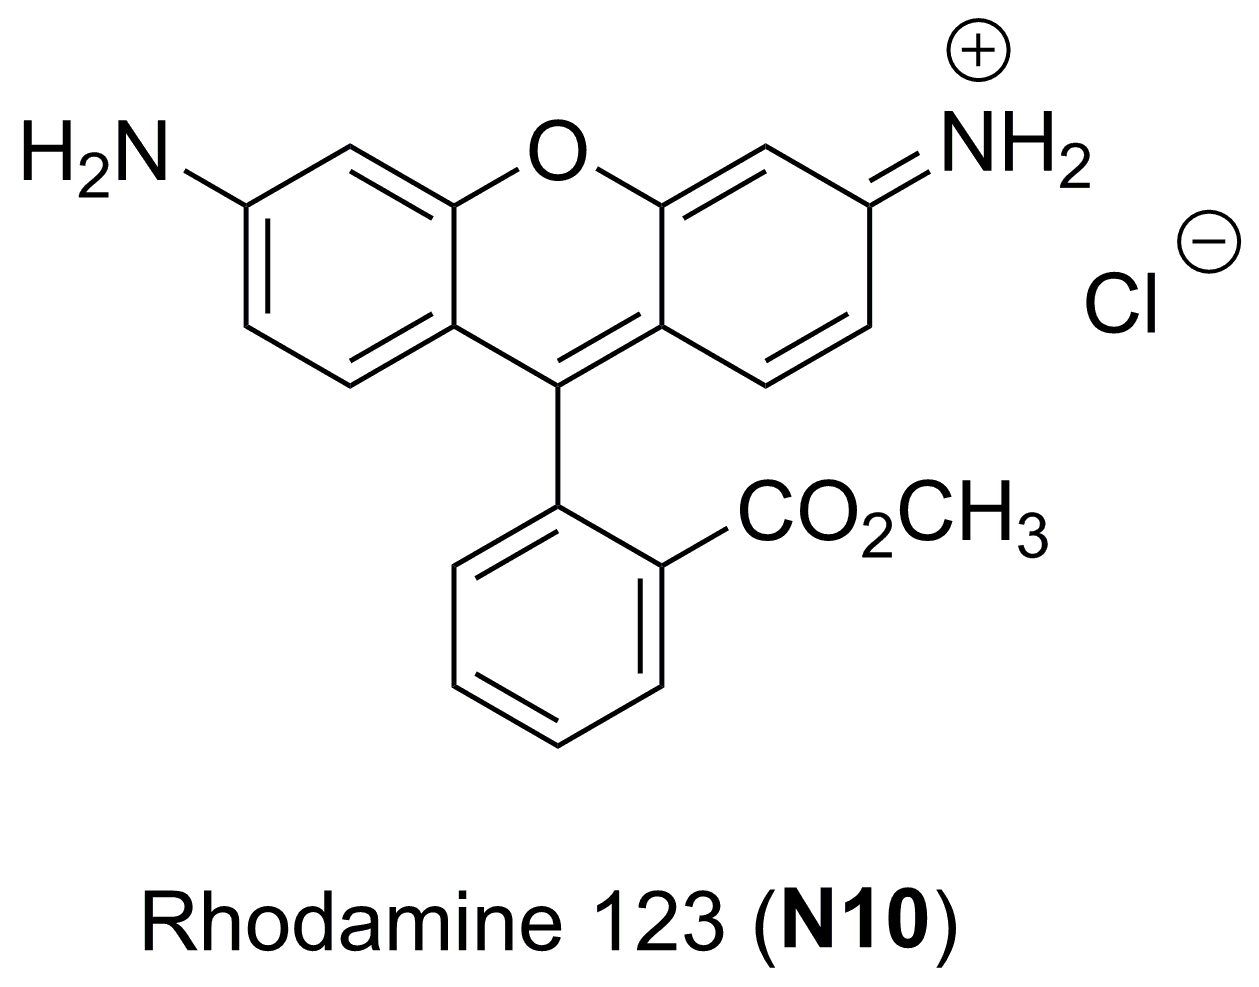 H₂N
O
⊕
NH₂
Cl ⊖
CO₂CH₃
Rhodamine 123 (N10)